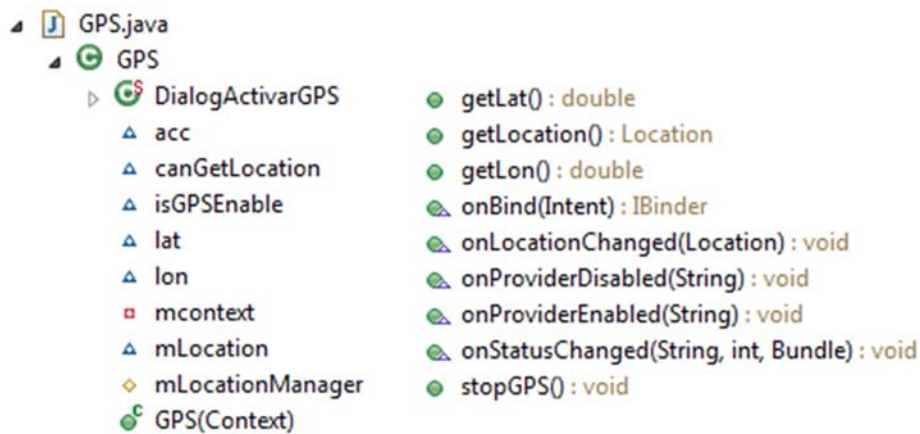 GPS.java
GPS
DialogActivarGPS
acc
canGetLocation
isGPSEnable
lat
lon
mcontext
mLocation
mLocationManager
GPS(Context)
getLat() : double
getLocation() : Location
getLon() : double
onBind(Intent) : IBinder
onLocationChanged(Location) : void
onProviderDisabled(String) : void
onProviderEnabled(String) : void
onStatusChanged(String, int, Bundle) : void
stopGPS() : void